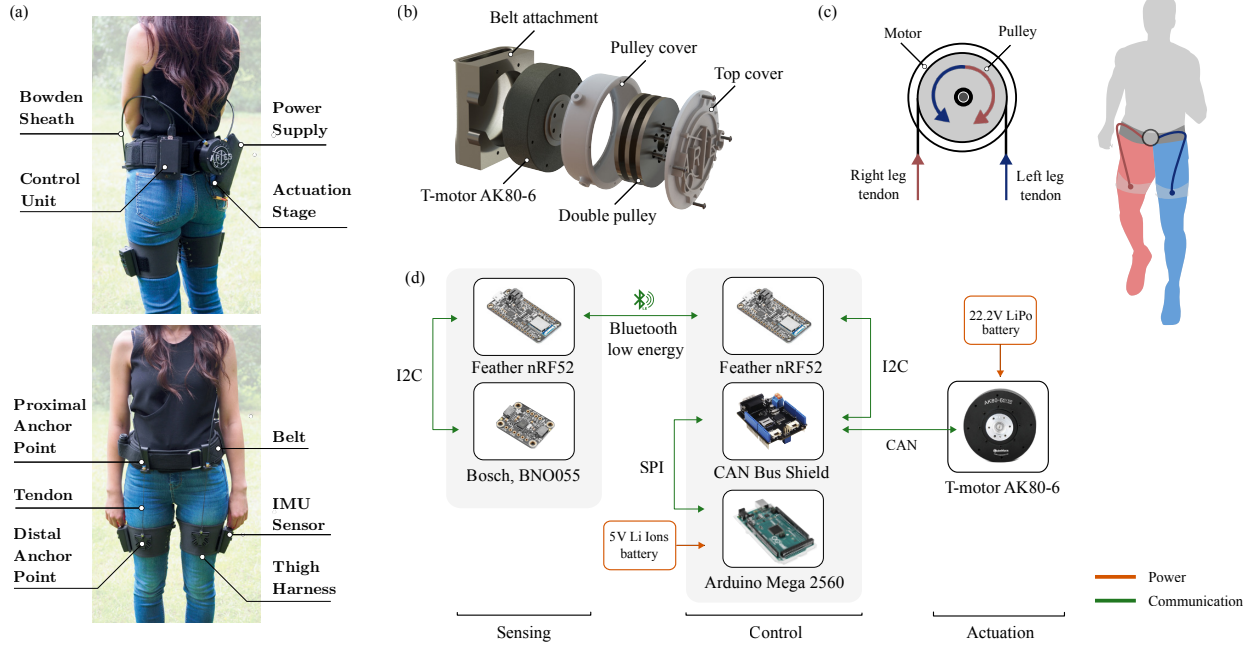 (a)
Bowden
Sheath
Power
Supply
Control
Unit
Actuation
Stage
Proximal
Anchor
Point
Belt
Tendon
IMU
Sensor
Distal
Anchor
Point
Thigh
Harness
(b)
Belt attachment
Pulley cover
Top cover
T-motor AK80-6
Double pulley
(c)
Motor
Pulley
Right leg
tendon
Left leg
tendon
(d)
I2C
Feather nRF52
Bosch, BNO055
Bluetooth
low energy
Feather nRF52
I2C
CAN Bus Shield
SPI
5V Li Ions
battery
Arduino Mega 2560
CAN
22.2V LiPo
battery
T-motor AK80-6
Power
Communication
Sensing
Control
Actuation